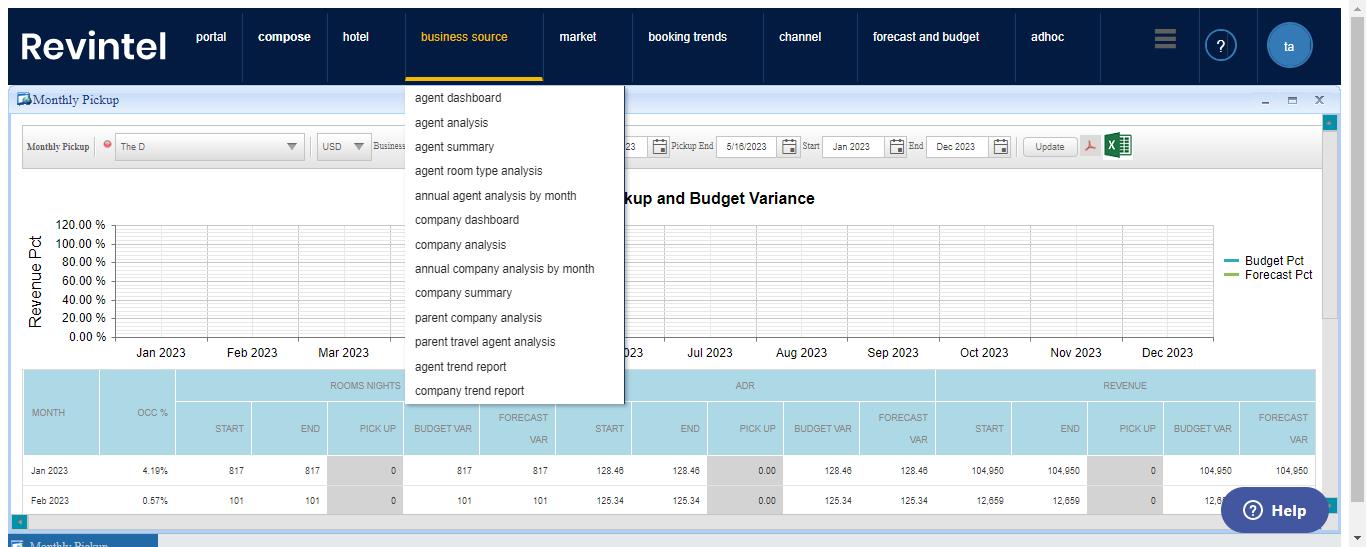 Revintel
portal compose hotel business source market booking trends channel forecast and budget adhoc ? ta
Monthly Pickup
Monthly Pickup The D USD Business 23 Pickup End 5/16/2023 Start Jan 2023 End Dec 2023 Update
agent dashboard
agent analysis
agent summary
agent room type analysis
annual agent analysis by month
company dashboard
company analysis
annual company analysis by month
company summary
parent company analysis
parent travel agent analysis
agent trend report
company trend report
kup and Budget Variance
Revenue Pct
120.00 %
100.00 %
80.00 %
60.00 %
40.00 %
20.00 %
0.00 %
Budget Pct
Forecast Pct
Jan 2023 Feb 2023 Mar 2023 023 Jul 2023 Aug 2023 Sep 2023 Oct 2023 Nov 2023 Dec 2023
MONTH OCC % ROOMS NIGHTS ADR REVENUE
START END PICK UP BUDGET VAR FORECAST VAR START END PICK UP BUDGET VAR FORECAST VAR START END PICK UP BUDGET VAR FORECAST VAR
Jan 2023 4.19% 817 817 0 817 817 128.46 128.46 0.00 128.46 128.46 104,950 104,950 0 104,950 104,950
Feb 2023 0.57% 101 101 0 101 101 125.34 125.34 0.00 125.34 125.34 12,659 12,659 0 12,6
? Help
Monthly Pickup